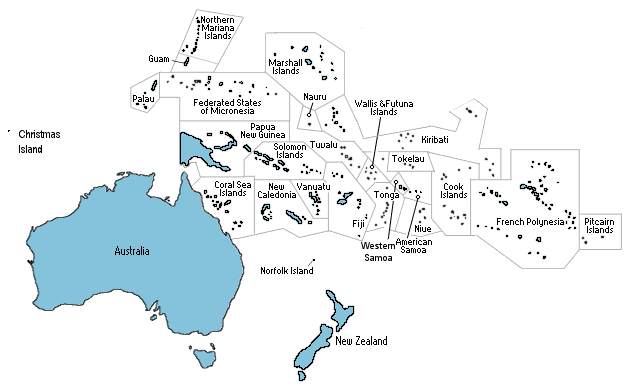 Northern
Mariana
Islands
Guam
Palau
Federated States
of Micronesia
Marshall
Islands
Nauru
Wallis & Futuna
Islands
Kiribati
Christmas
Island
Papua
New Guinea
Solomon
Islands
Tuualu
Tokelau
Coral Sea
Islands
New
Caledonia
Vanuatu
Fiji
Tonga
Cook
Islands
Niue
Western
Samoa
American
Samoa
French Polynesia
Pitcairn
Islands
Australia
Norfolk Island
New Zealand